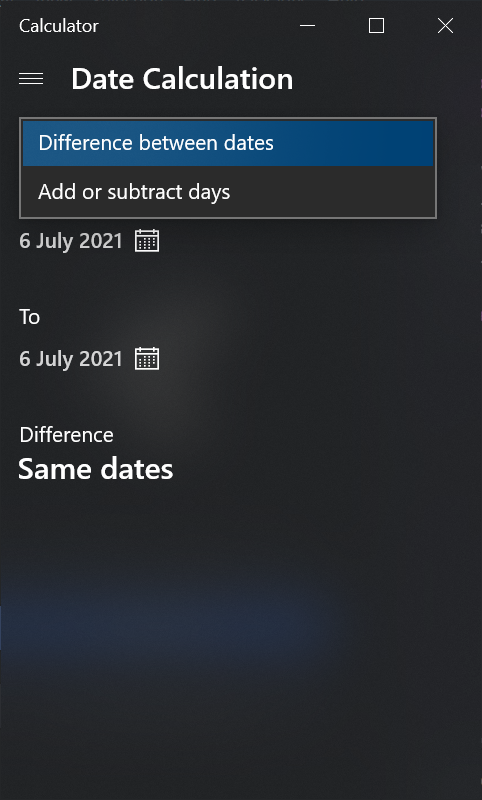 Calculator
Date Calculation
Difference between dates
Add or subtract days
6 July 2021
To
6 July 2021
Difference
Same dates